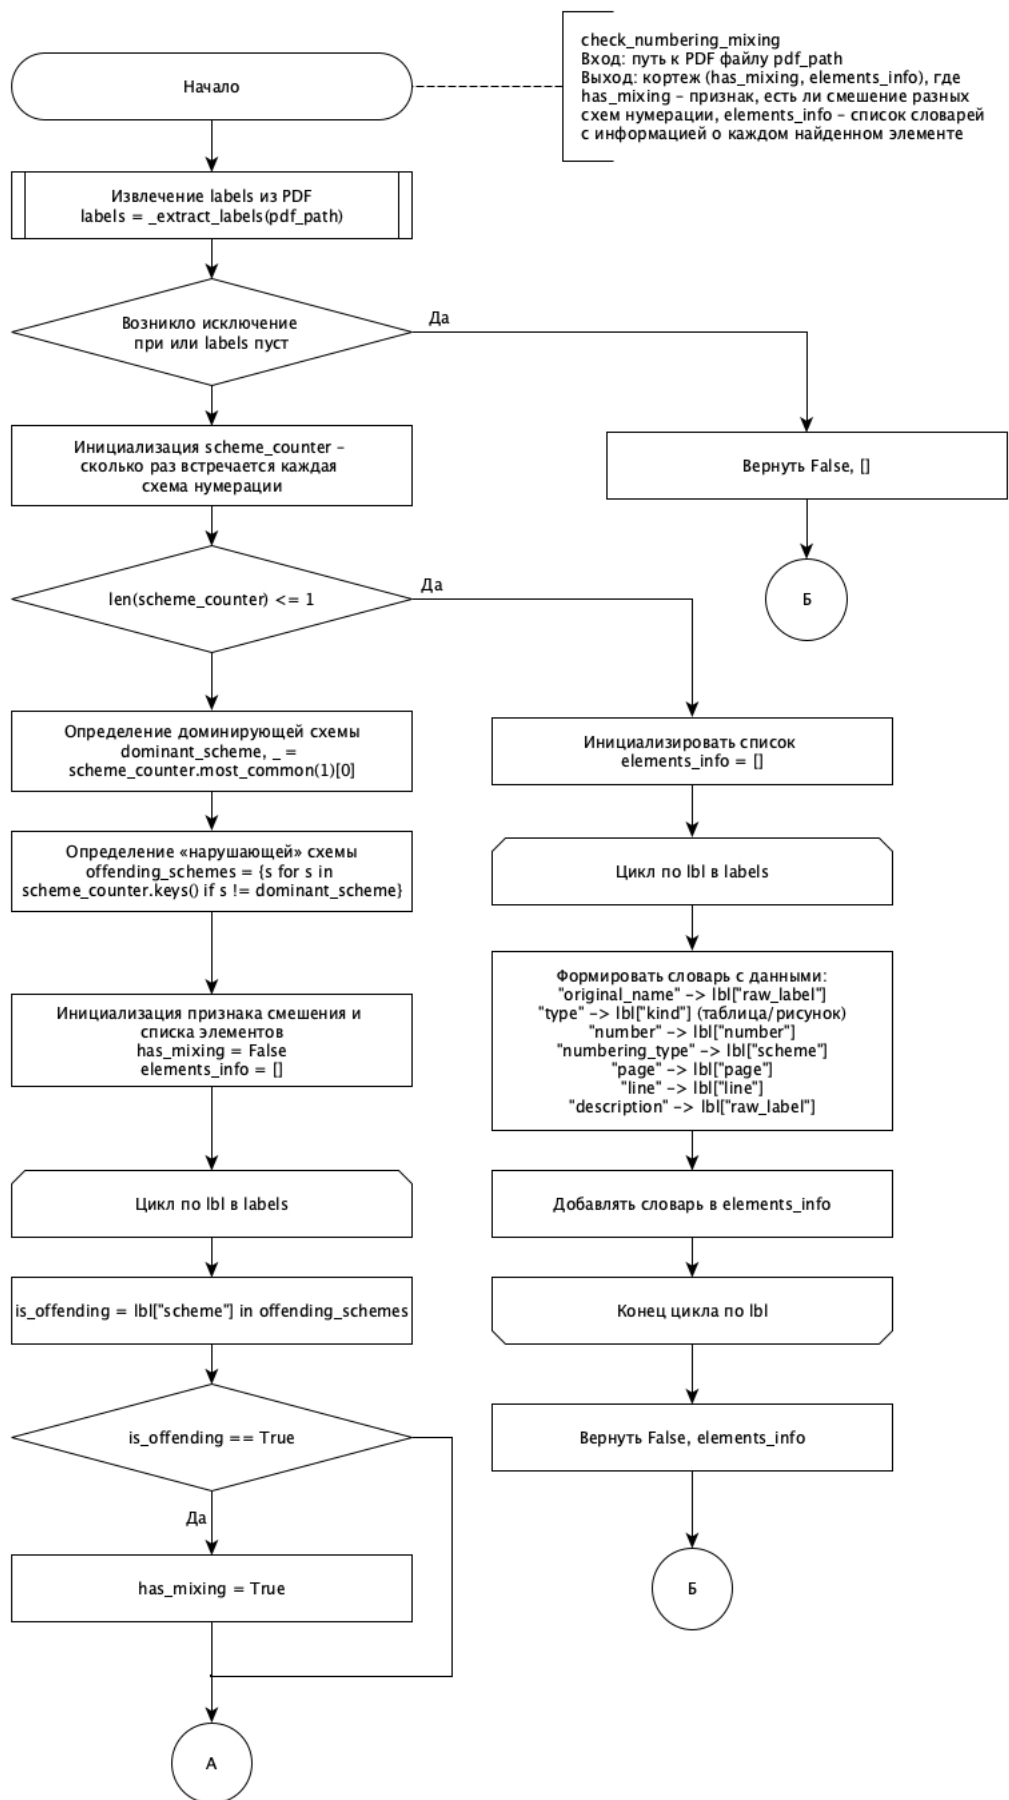 Начало
check_numbering_mixing
Вход: путь к PDF файлу pdf_path
Выход: кортеж (has_mixing, elements_info), где
has_mixing – признак, есть ли смешение разных
схем нумерации, elements_info – список словарей
с информацией о каждом найденном элементе
Извлечение labels из PDF
labels = _extract_labels(pdf_path)
Возникло исключение
при или labels пуст
Да
Инициализация scheme_counter –
сколько раз встречается каждая
схема нумерации
Вернуть False, []
Б
len(scheme_counter) <= 1
Да
Определение доминирующей схемы
dominant_scheme, _ =
scheme_counter.most_common(1)[0]
Определение «нарушающей» схемы
offending_schemes = {s for s in
scheme_counter.keys() if s != dominant_scheme}
Инициализация признака смешения и
списка элементов
has_mixing = False
elements_info = []
Цикл по lbl в labels
is_offending = lbl["scheme"] in offending_schemes
is_offending == True
Да
has_mixing = True
А
Инициализировать список
elements_info = []
Цикл по lbl в labels
Формировать словарь с данными:
"original_name" –> lbl["raw_label"]
"type" –> lbl["kind"] (таблица/рисунок)
"number" –> lbl["number"]
"numbering_type" –> lbl["scheme"]
"page" –> lbl["page"]
"line" –> lbl["line"]
"description" –> lbl["raw_label"]
Добавлять словарь в elements_info
Конец цикла по lbl
Вернуть False, elements_info
Б